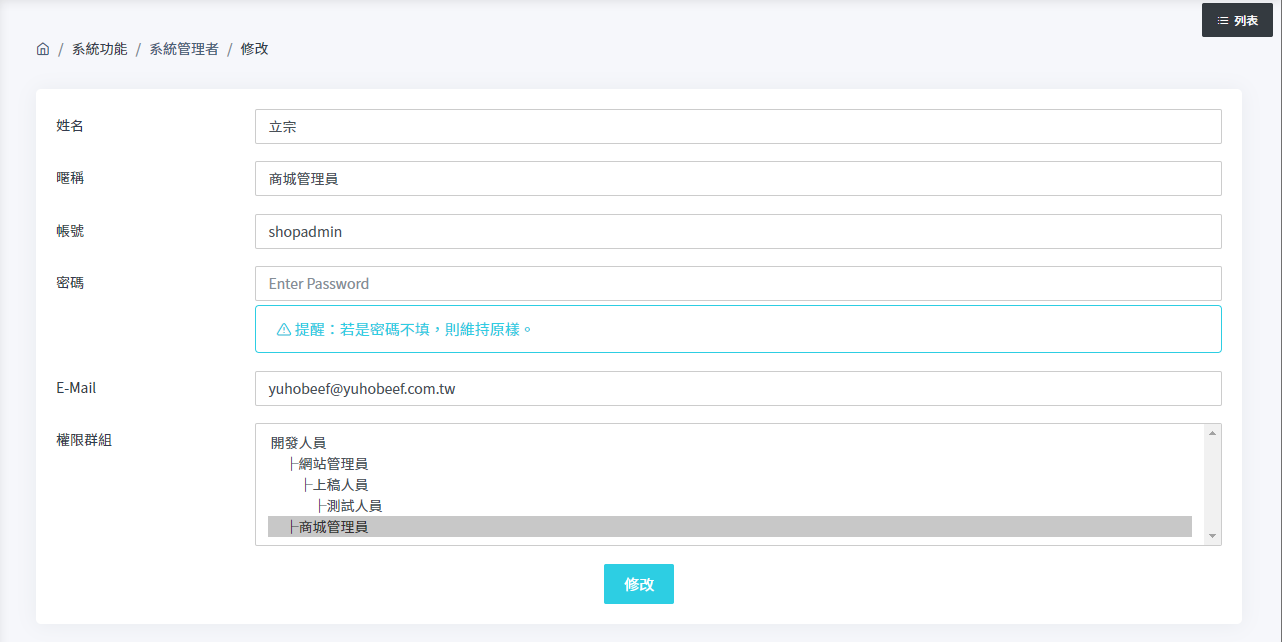 列表
/ 系統功能 / 系統管理者 / 修改
姓名
立宗
暱稱
商城管理員
帳號
shopadmin
密碼
Enter Password
提醒：若是密碼不填，則維持原樣。
E-Mail
yuhobeef@yuhobeef.com.tw
權限群組
開發人員
├網站管理員
├上稿人員
├測試人員
├商城管理員
修改